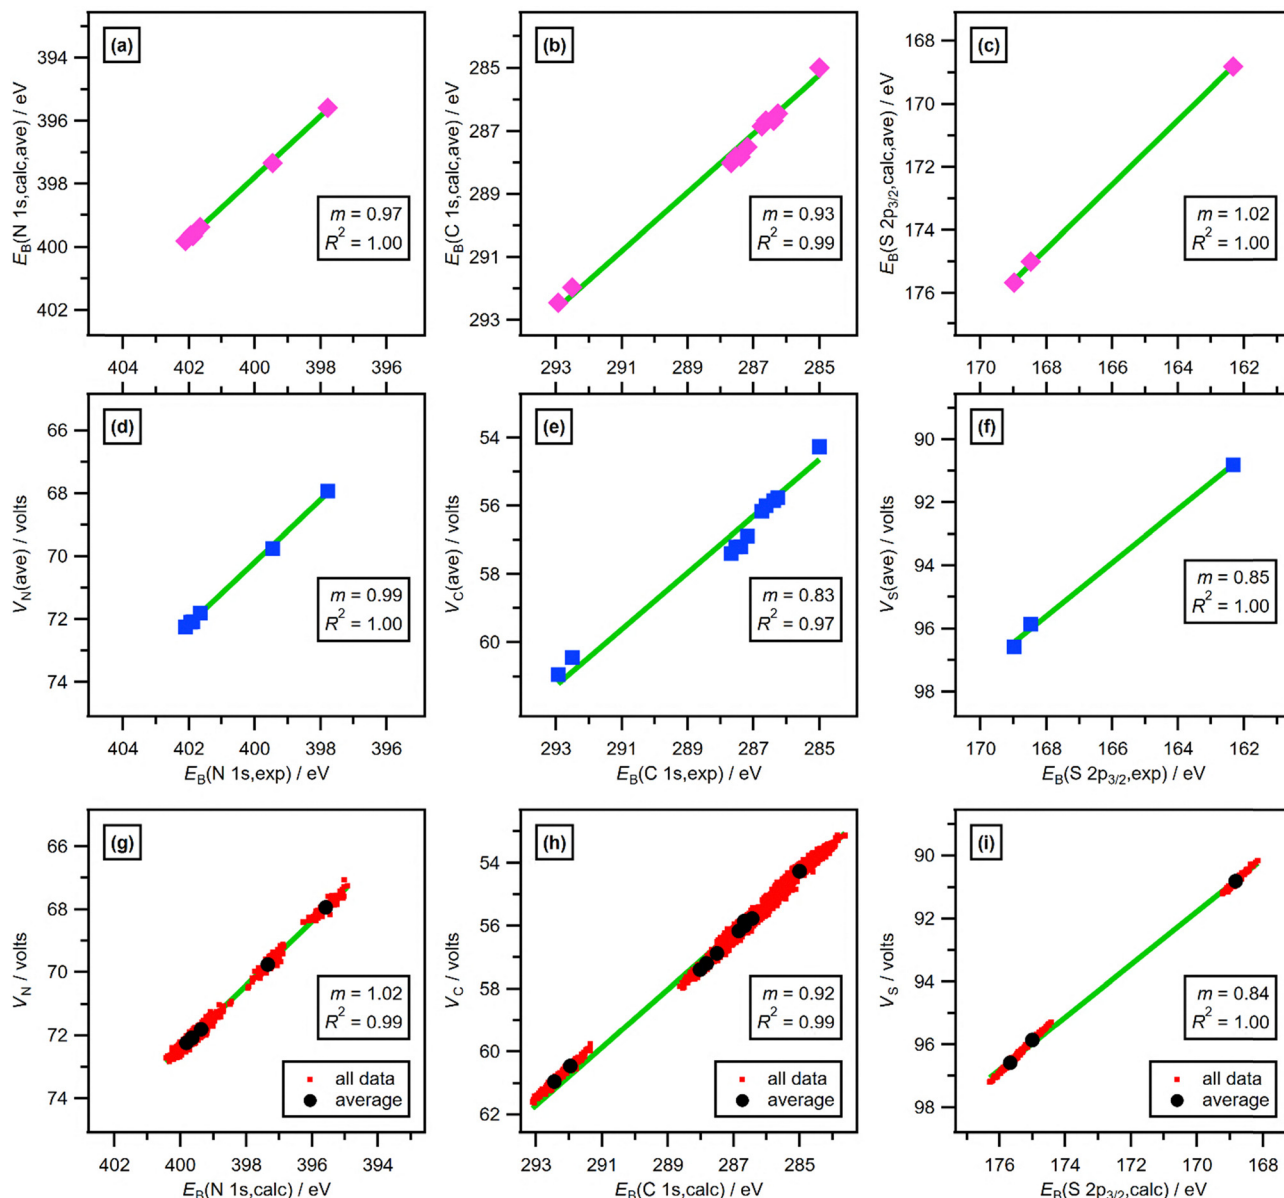 (a)
E_B(N 1s,calc,ave) / eV
394
396
398
400
402
404
402
400
398
396
m = 0.97
R² = 1.00
(b)
E_B(C 1s,calc,ave) / eV
285
287
289
291
293
293
291
289
287
285
m = 0.93
R² = 0.99
(c)
E_B(S 2p_3/2,calc,ave) / eV
168
170
172
174
176
170
168
166
164
162
m = 1.02
R² = 1.00
(d)
V_N(ave) / volts
66
68
70
72
74
404
402
400
398
396
E_B(N 1s,exp) / eV
m = 0.99
R² = 1.00
(e)
V_C(ave) / volts
54
56
58
60
293
291
289
287
285
E_B(C 1s,exp) / eV
m = 0.83
R² = 0.97
(f)
V_S(ave) / volts
90
92
94
96
98
170
168
166
164
162
E_B(S 2p_3/2,exp) / eV
m = 0.85
R² = 1.00
(g)
V_N / volts
66
68
70
72
74
402
400
398
396
394
E_B(N 1s,calc) / eV
m = 1.02
R² = 0.99
all data
average
(h)
V_C / volts
54
56
58
60
62
293
291
289
287
285
E_B(C 1s,calc) / eV
m = 0.92
R² = 0.99
all data
average
(i)
V_S / volts
90
92
94
96
98
176
174
172
170
168
E_B(S 2p_3/2,calc) / eV
m = 0.84
R² = 1.00
all data
average